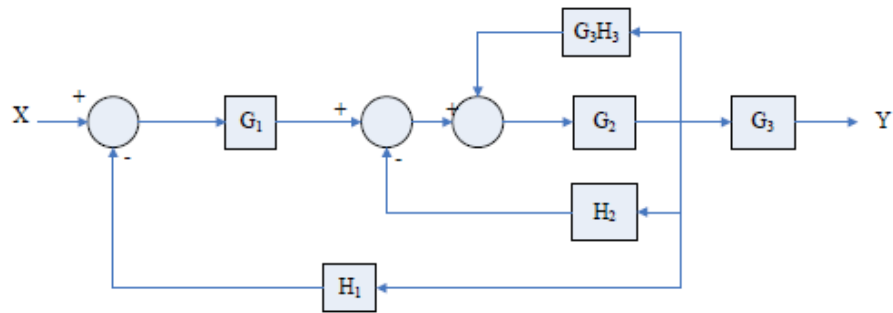 G₃H₃
+
X
G₁
+
+
G₂
G₃
Y
-
-
H₂
H₁